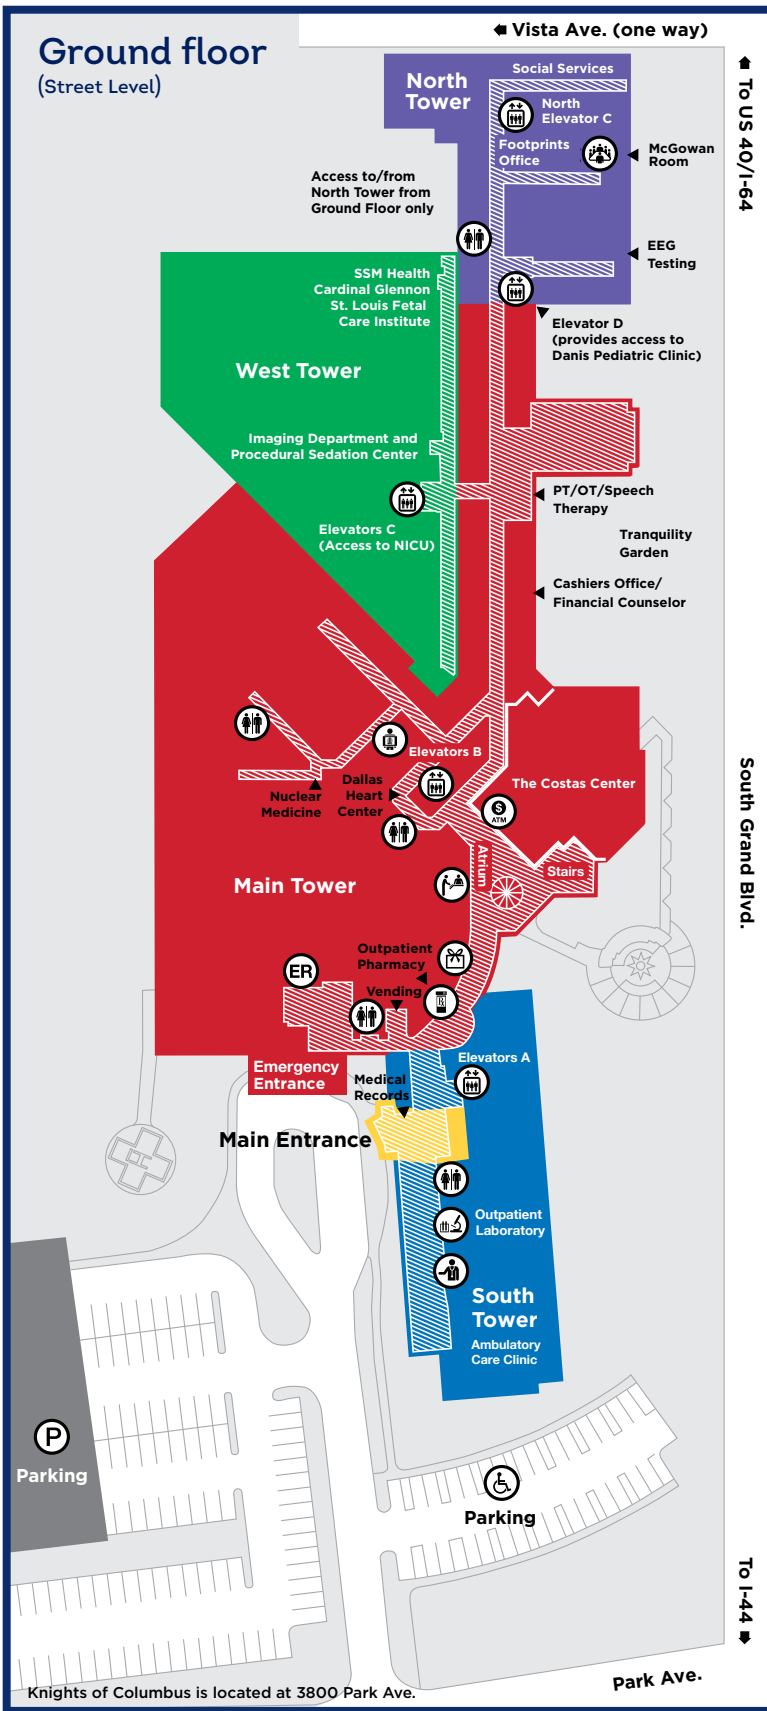 Ground floor
(Street Level)
Vista Ave. (one way)
To US 40/I-64
North
Tower
Social Services
North
Elevator C
Footprints
Office
McGowan
Room
Access to/from
North Tower from
Ground Floor only
EEG
Testing
SSM Health
Cardinal Glennon
St. Louis Fetal
Care Institute
Elevator D
(provides access to
Danis Pediatric Clinic)
West Tower
Imaging Department and
Procedural Sedation Center
PT/OT/Speech
Therapy
Elevators C
(Access to NICU)
Tranquility
Garden
Cashiers Office/
Financial Counselor
Elevators B
Nuclear
Medicine
Dallas
Heart
Center
The Costas Center
$
ATM
South Grand Blvd.
Main Tower
Atrium
Stairs
Outpatient
Pharmacy
ER
Vending
Emergency
Entrance
Elevators A
Medical
Records
Main Entrance
Outpatient
Laboratory
South
Tower
Ambulatory
Care Clinic
P
Parking
Parking
To I-44
Park Ave.
Knights of Columbus is located at 3800 Park Ave.